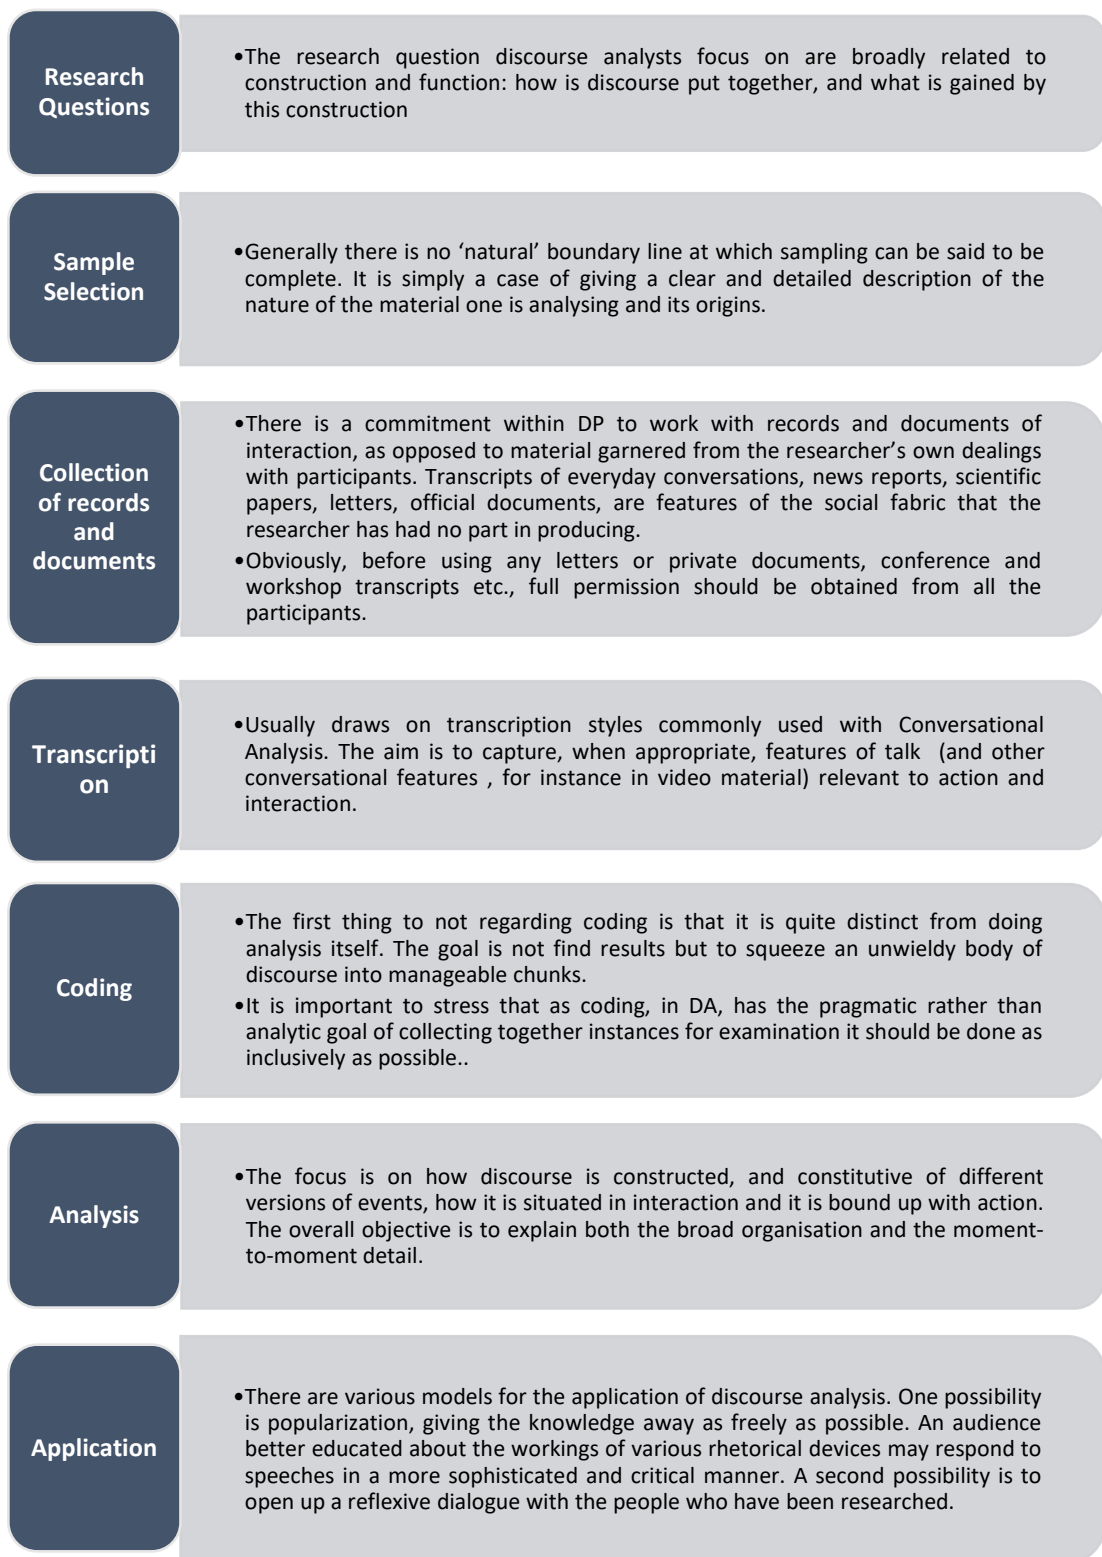 Research
Questions
•The research question discourse analysts focus on are broadly related to
construction and function: how is discourse put together, and what is gained by
this construction
Sample
Selection
•Generally there is no ‘natural’ boundary line at which sampling can be said to be
complete. It is simply a case of giving a clear and detailed description of the
nature of the material one is analysing and its origins.
Collection
of records
and
documents
•There is a commitment within DP to work with records and documents of
interaction, as opposed to material garnered from the researcher’s own dealings
with participants. Transcripts of everyday conversations, news reports, scientific
papers, letters, official documents, are features of the social fabric that the
researcher has had no part in producing.
•Obviously, before using any letters or private documents, conference and
workshop transcripts etc., full permission should be obtained from all the
participants.
Transcripti
on
•Usually draws on transcription styles commonly used with Conversational
Analysis. The aim is to capture, when appropriate, features of talk (and other
conversational features , for instance in video material) relevant to action and
interaction.
Coding
•The first thing to not regarding coding is that it is quite distinct from doing
analysis itself. The goal is not find results but to squeeze an unwieldy body of
discourse into manageable chunks.
•It is important to stress that as coding, in DA, has the pragmatic rather than
analytic goal of collecting together instances for examination it should be done as
inclusively as possible..
Analysis
•The focus is on how discourse is constructed, and constitutive of different
versions of events, how it is situated in interaction and it is bound up with action.
The overall objective is to explain both the broad organisation and the moment-
to-moment detail.
Application
•There are various models for the application of discourse analysis. One possibility
is popularization, giving the knowledge away as freely as possible. An audience
better educated about the workings of various rhetorical devices may respond to
speeches in a more sophisticated and critical manner. A second possibility is to
open up a reflexive dialogue with the people who have been researched.